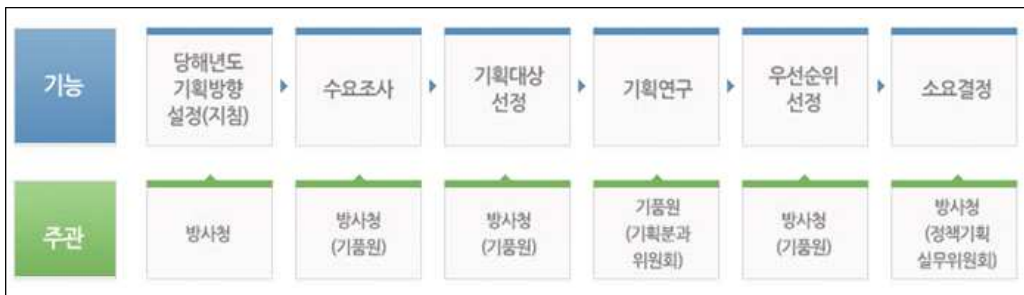 기능
당해년도
기획방향
설정(지침)
수요조사
기획대상
선정
기획연구
우선순위
선정
소요결정
주관
방사청
방사청
(기품원)
방사청
(기품원)
기품원
(기획분과
위원회)
방사청
(기품원)
방사청
(정책기획
실무위원회)